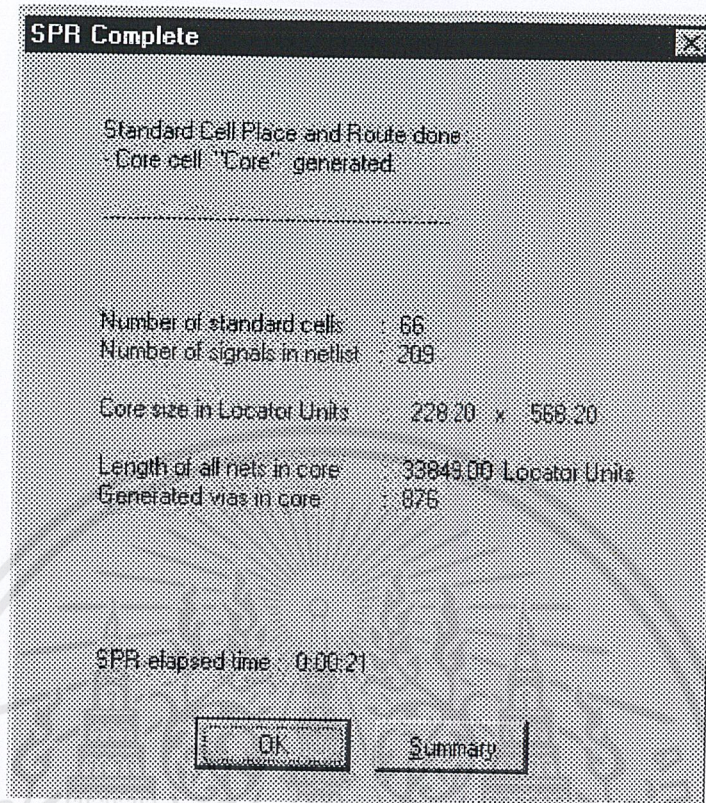 SPR Complete
Standard Cell Place and Route done:
- Core cell "Core" generated.
Number of standard cells : 66
Number of signals in netlist : 209
Core size in Locator Units 228.20 x 568.20
Length of all nets in core : 33849.00 Locator Units
Generated vias in core : 876
SPR elapsed time : 0:00:21
OK
Summary